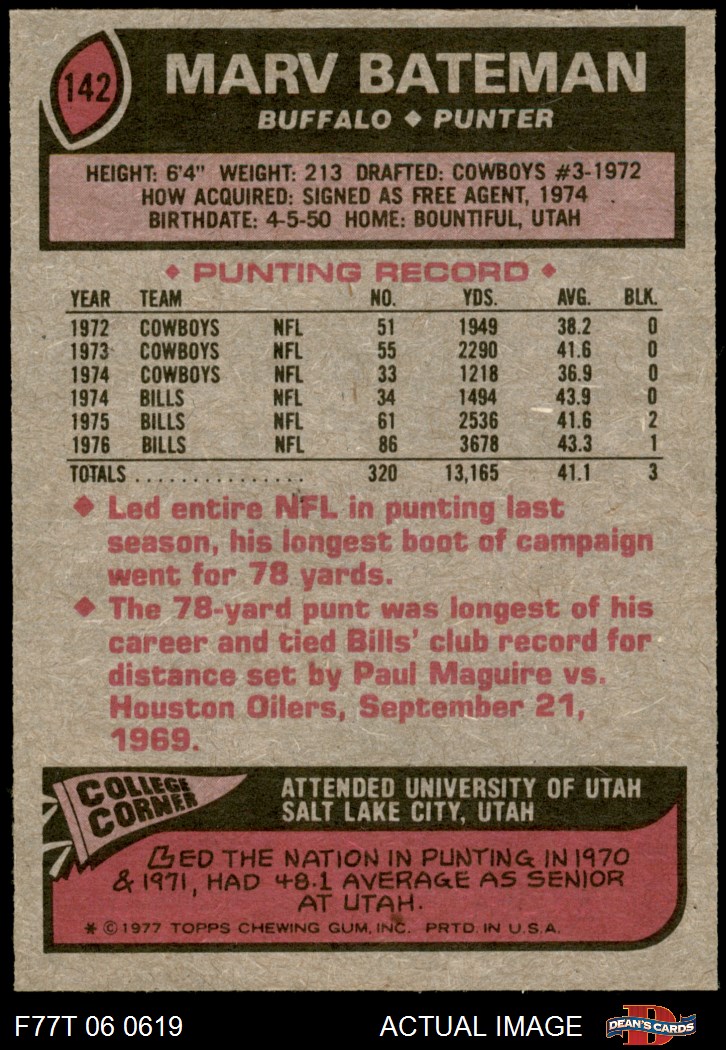 142
MARV BATEMAN
BUFFALO ◆ PUNTER
HEIGHT: 6'4" WEIGHT: 213 DRAFTED: COWBOYS #3-1972
HOW ACQUIRED: SIGNED AS FREE AGENT, 1974
BIRTHDATE: 4-5-50 HOME: BOUNTIFUL, UTAH
◆ PUNTING RECORD ◆
YEAR TEAM NO. YDS. AVG. BLK.
1972 COWBOYS NFL 51 1949 38.2 0
1973 COWBOYS NFL 55 2290 41.6 0
1974 COWBOYS NFL 33 1218 36.9 0
1974 BILLS NFL 34 1494 43.9 0
1975 BILLS NFL 61 2536 41.6 2
1976 BILLS NFL 86 3678 43.3 1
TOTALS . . . . . . . . . . . . . . . 320 13,165 41.1 3
◆ Led entire NFL in punting last
season, his longest boot of campaign
went for 78 yards.
◆ The 78-yard punt was longest of his
career and tied Bills' club record for
distance set by Paul Maguire vs.
Houston Oilers, September 21,
1969.
COLLEGE
CORNER
ATTENDED UNIVERSITY OF UTAH
SALT LAKE CITY, UTAH
LED THE NATION IN PUNTING IN 1970
& 1971, HAD 48.1 AVERAGE AS SENIOR
AT UTAH.
* © 1977 TOPPS CHEWING GUM, INC. PRTD. IN U.S.A.
F77T 06 0619 ACTUAL IMAGE
D
DEAN'S CARDS